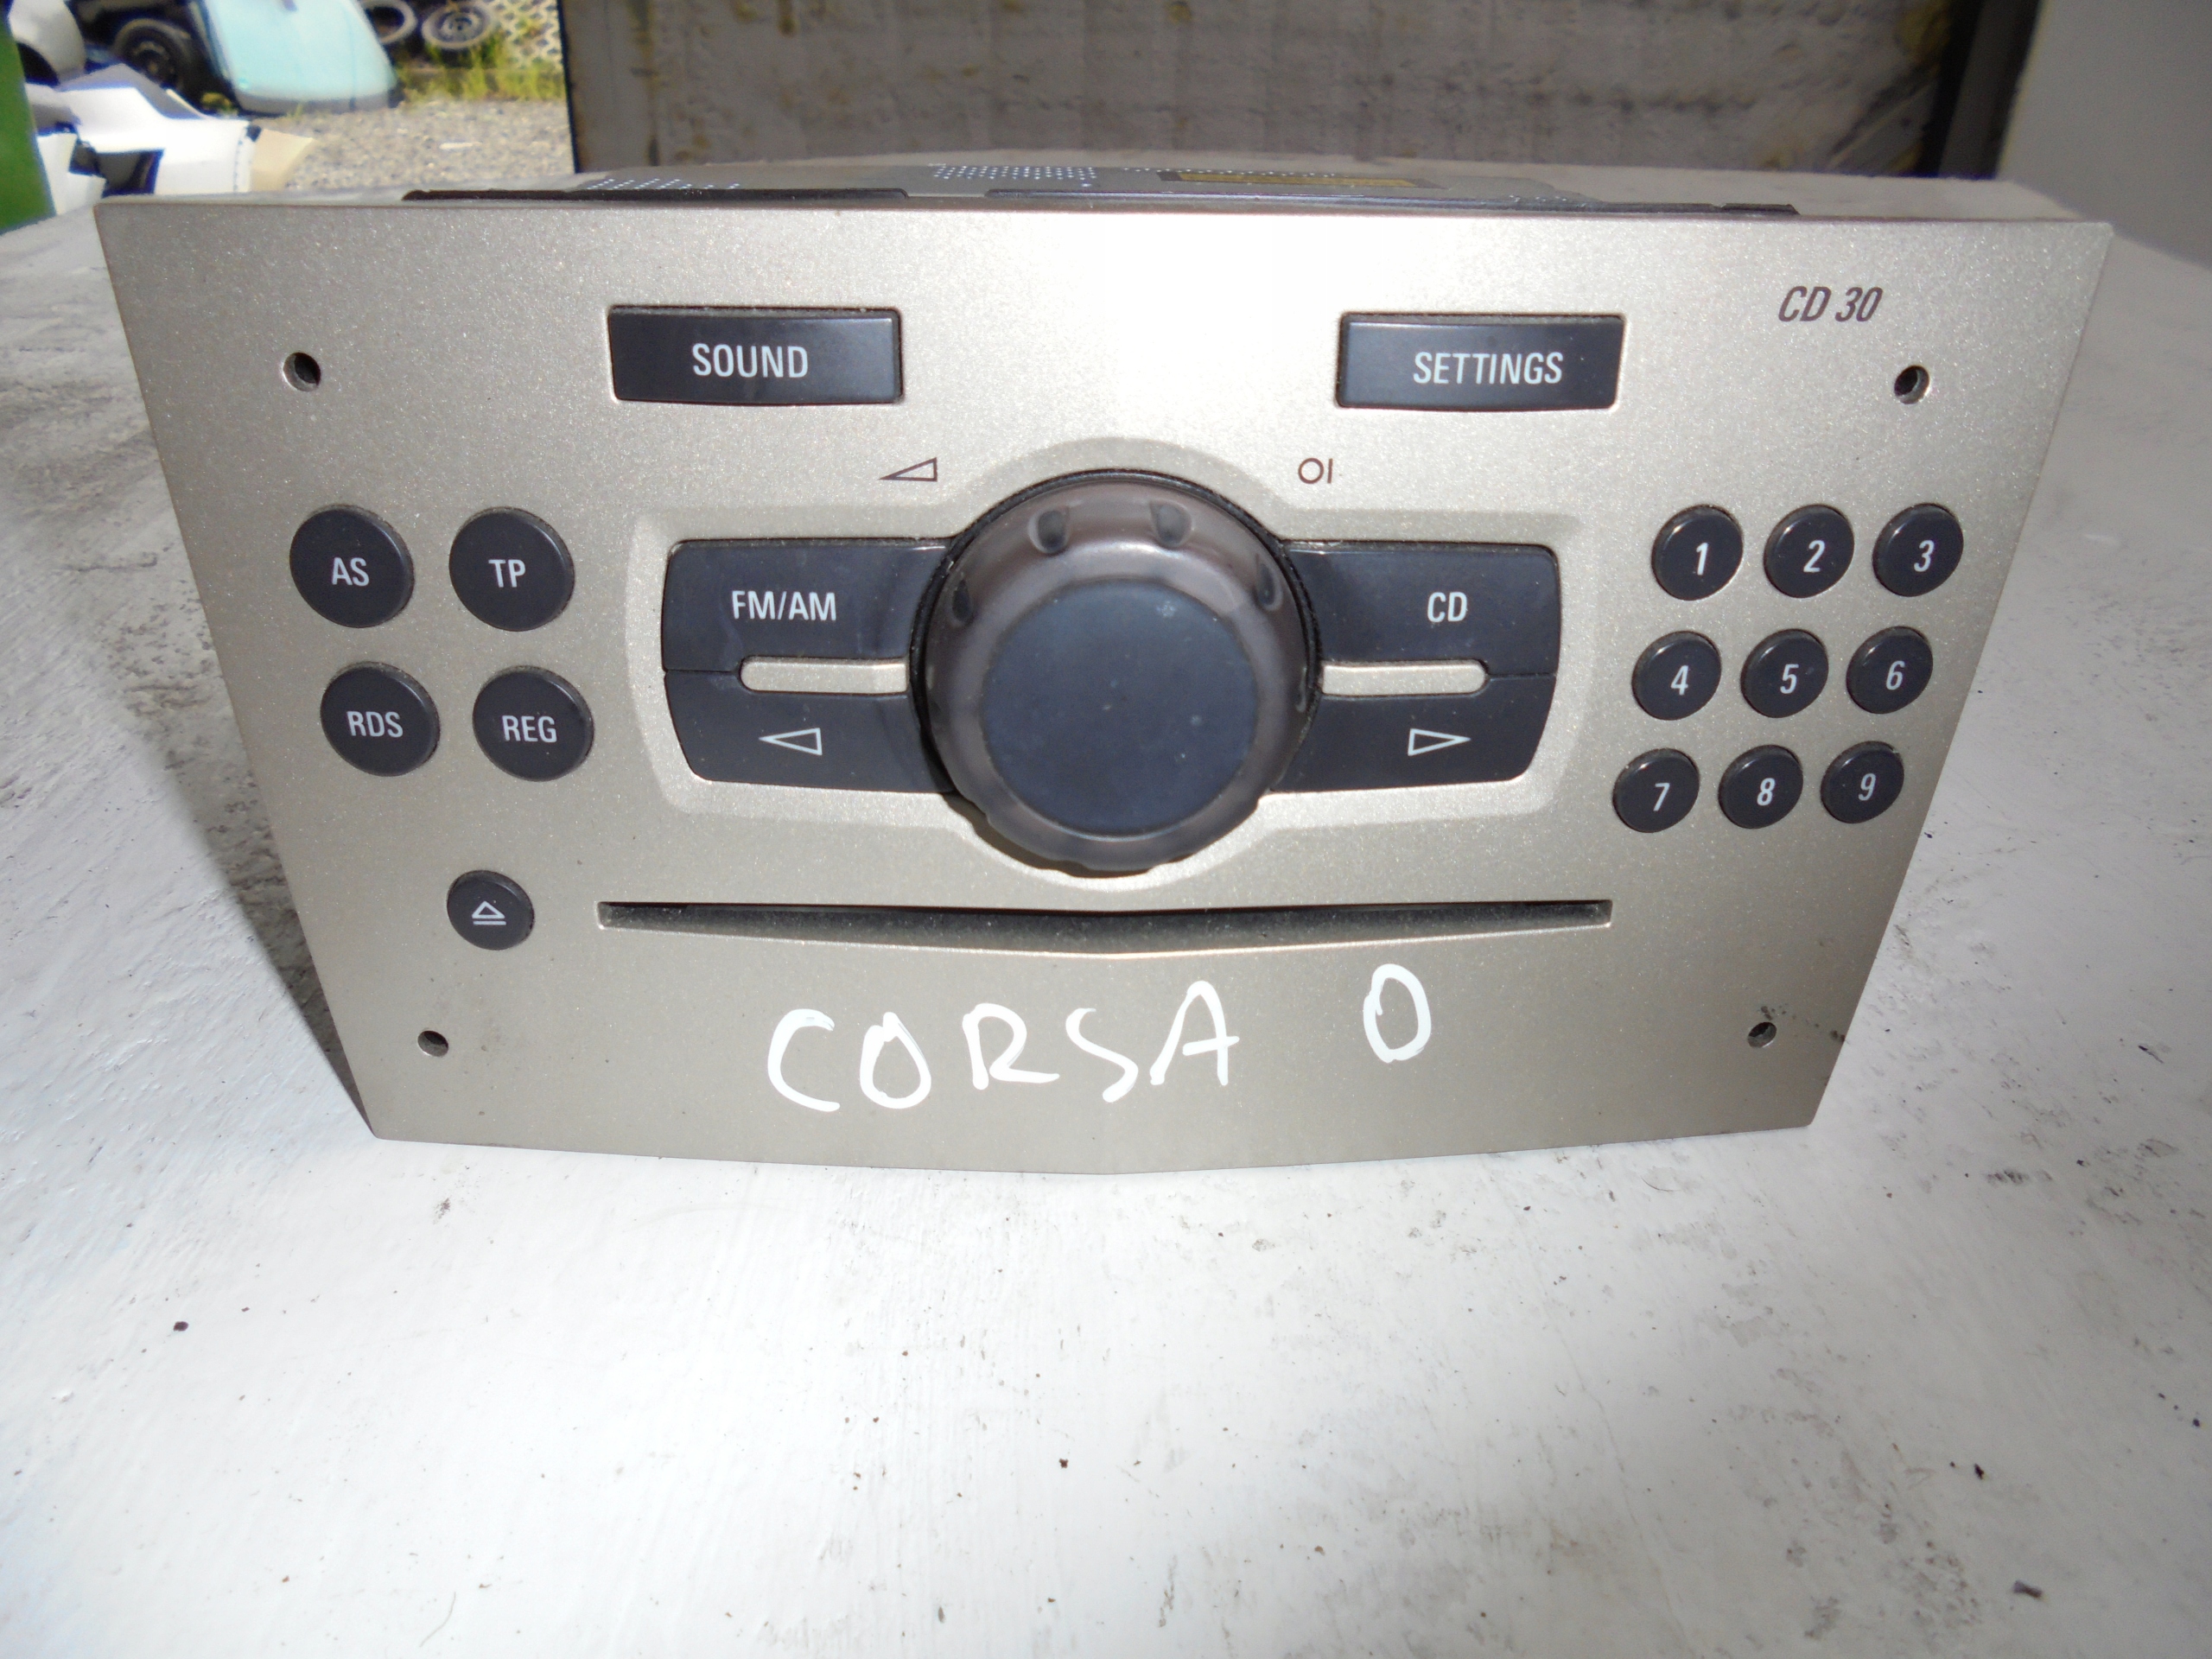 CD 30
SOUND SETTINGS
AS TP FM/AM CD 1 2 3
RDS REG 4 5 6
7 8 9
CORSA D